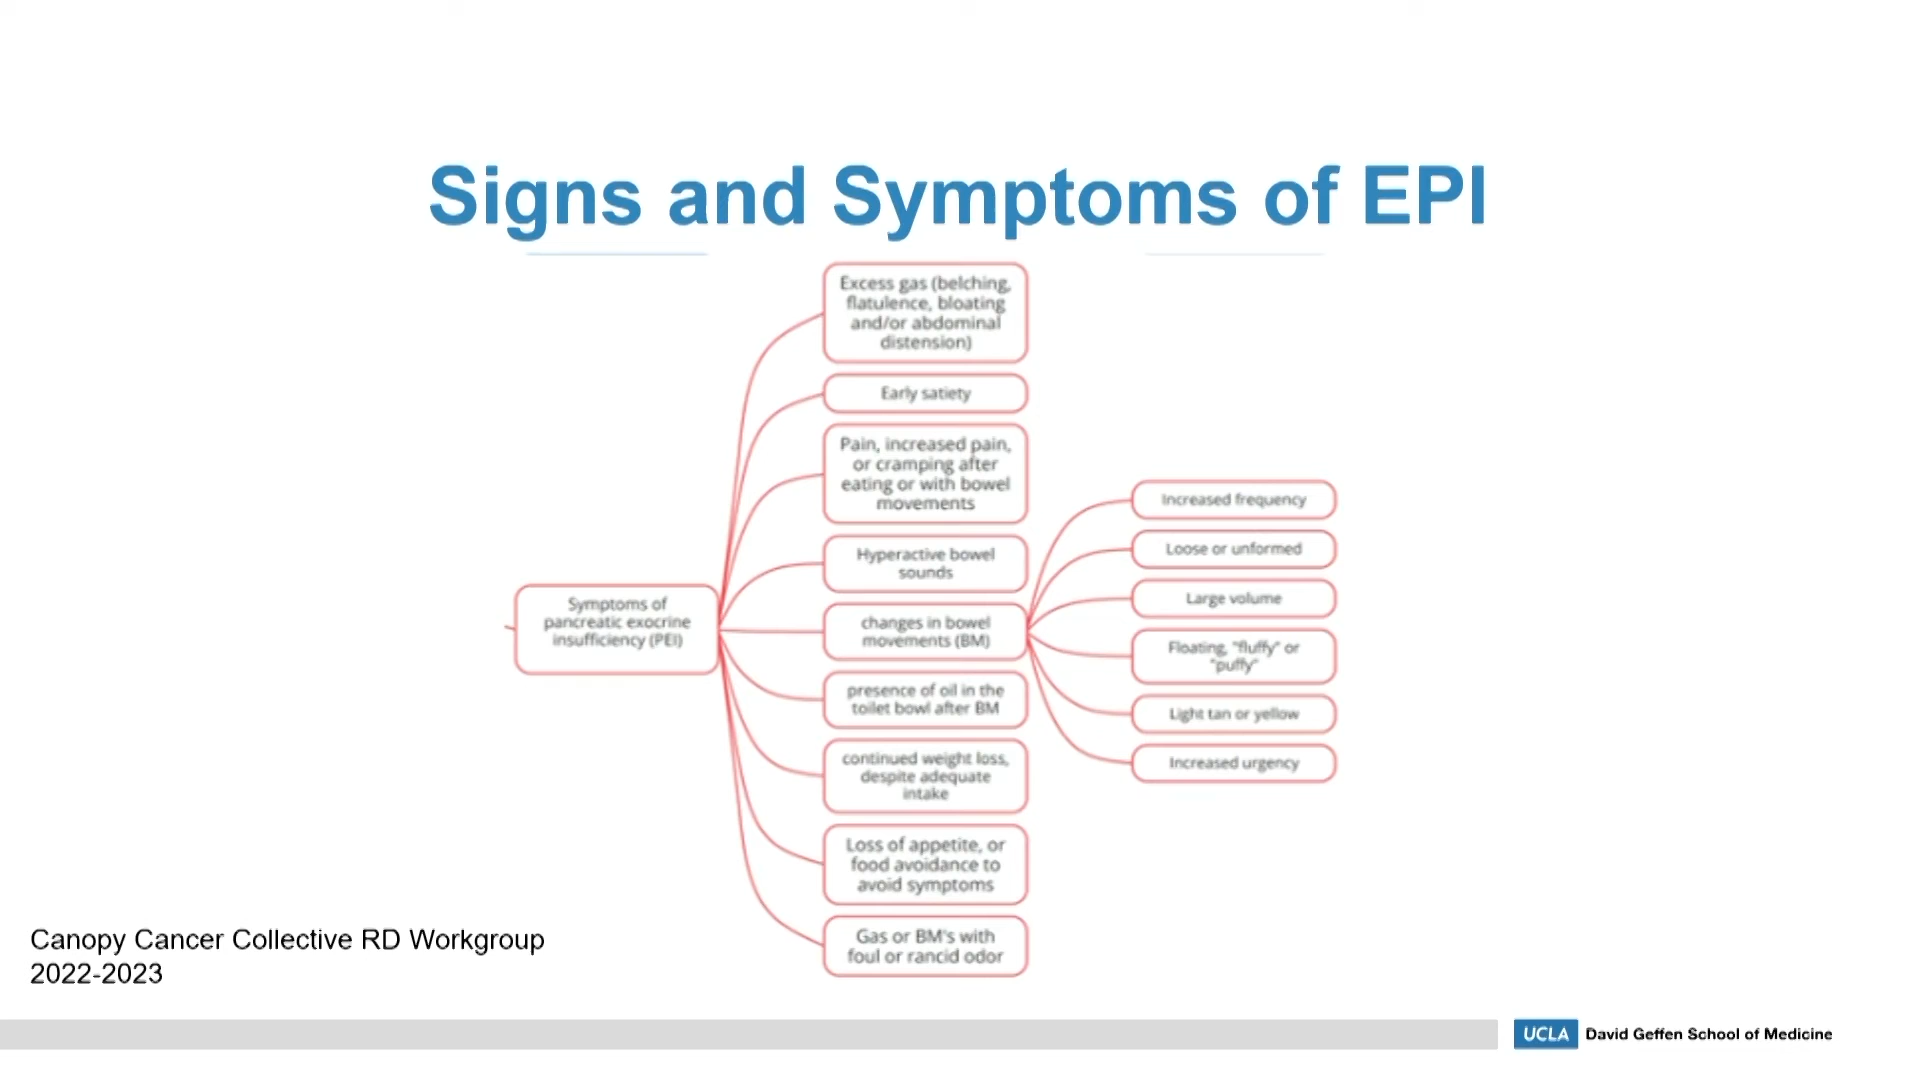 Signs and Symptoms of EPI
Symptoms of
pancreatic exocrine
insufficiency (PEI)
Excess gas (belching,
flatulence, bloating
and/or abdominal
distension)
Early satiety
Pain, increased pain,
or cramping after
eating or with bowel
movements
Hyperactive bowel
sounds
changes in bowel
movements (BM)
presence of oil in the
toilet bowl after BM
continued weight loss,
despite adequate
intake
Loss of appetite, or
food avoidance to
avoid symptoms
Gas or BM's with
foul or rancid odor
Increased frequency
Loose or unformed
Large volume
Floating, "fluffy" or
"puffy"
Light tan or yellow
Increased urgency
Canopy Cancer Collective RD Workgroup
2022-2023
UCLA David Geffen School of Medicine